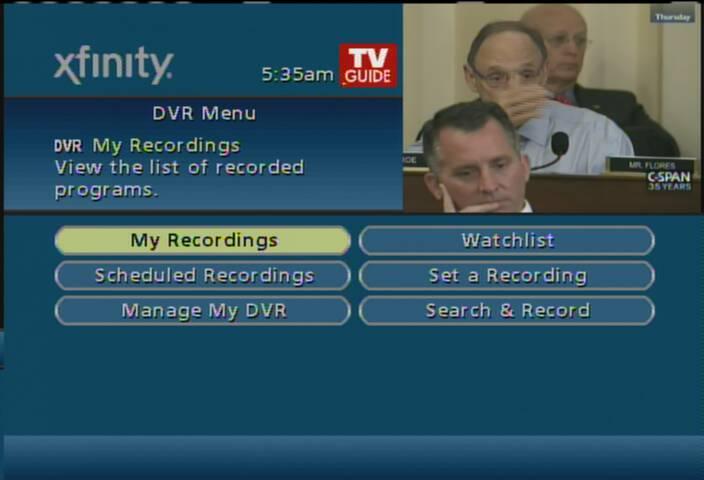 Thursday
xfinity.
5:35am
TV
GUIDE
DVR Menu
DVR My Recordings
View the list of recorded
programs.
OE
MR. FLORES
C-SPAN
35 YEARS
My Recordings
Watchlist
Scheduled Recordings
Set a Recording
Manage My DVR
Search & Record